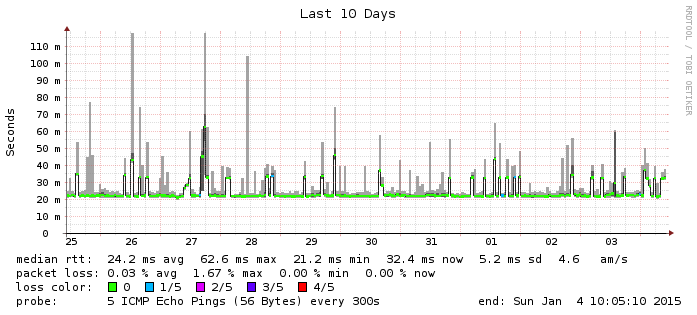 Last 10 Days
RRDTOOL / TOBI OETIKER
Seconds
110 m
100 m
90 m
80 m
70 m
60 m
50 m
40 m
30 m
20 m
10 m
0
25 26 27 28 29 30 31 01 02 03
median rtt: 24.2 ms avg 62.6 ms max 21.2 ms min 32.4 ms now 5.2 ms sd 4.6 am/s
packet loss: 0.03 % avg 1.67 % max 0.00 % min 0.00 % now
loss color: 0 1/5 2/5 3/5 4/5
probe: 5 ICMP Echo Pings (56 Bytes) every 300s end: Sun Jan 4 10:05:10 2015